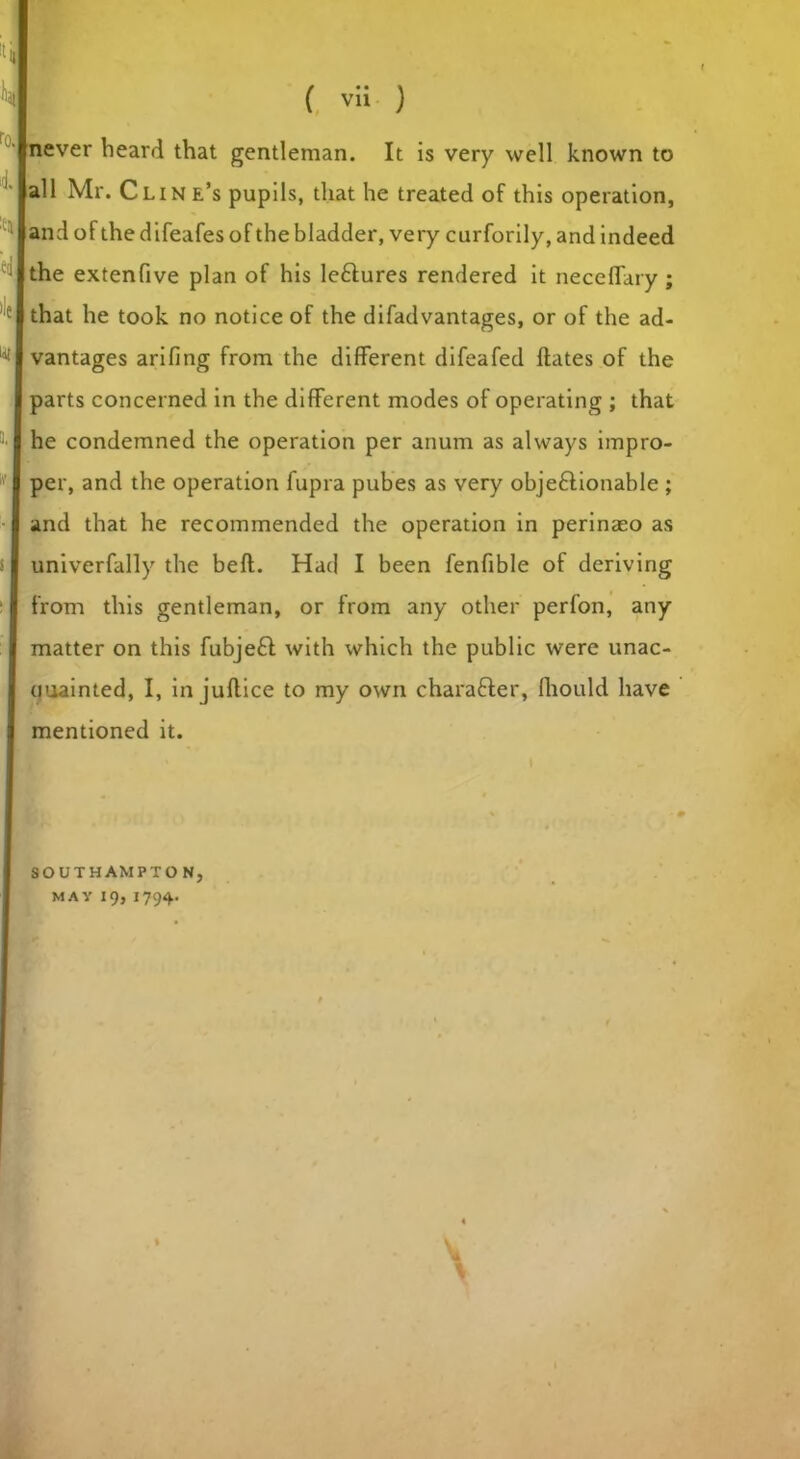 ( vii )
never heard that gentleman. It is very well known to
all Mr. CLINE's pupils, that he treated of this operation,
and of the difeafes of the bladder, very curforily, and indeed
the extenfive plan of his lectures rendered it neceffary ;
that he took no notice of the difadvantages, or of the ad-
vantages arifing from the different difeafed ftates of the
parts concerned in the different modes of operating ; that
he condemned the operation per anum as always impro-
per, and the operation fupra pubes as very objectionable ;
and that he recommended the operation in perinæo as
univerfally the beft. Had I been fenfible of deriving
from this gentleman, or from any other perfon, any
matter on this fubject with which the public were unac-
quainted, I, in juftice to my own character, fhould have
mentioned it.
SOUTHAMPTON,
MAY 19, 1794.